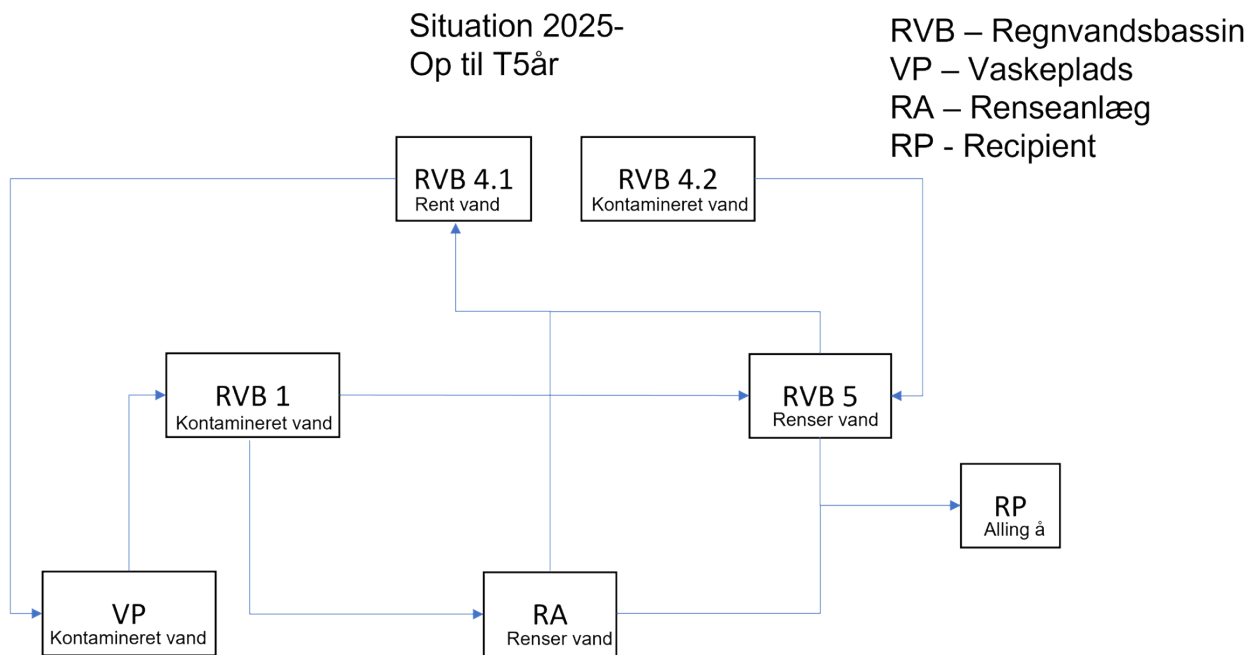 Situation 2025-
Op til T5år
RVB – Regnvandsbassin
VP – Vaskeplads
RA – Renseanlæg
RP - Recipient
RVB 4.1
Rent vand
RVB 4.2
Kontamineret vand
RVB 1
Kontamineret vand
RVB 5
Renser vand
RP
Alling å
VP
Kontamineret vand
RA
Renser vand